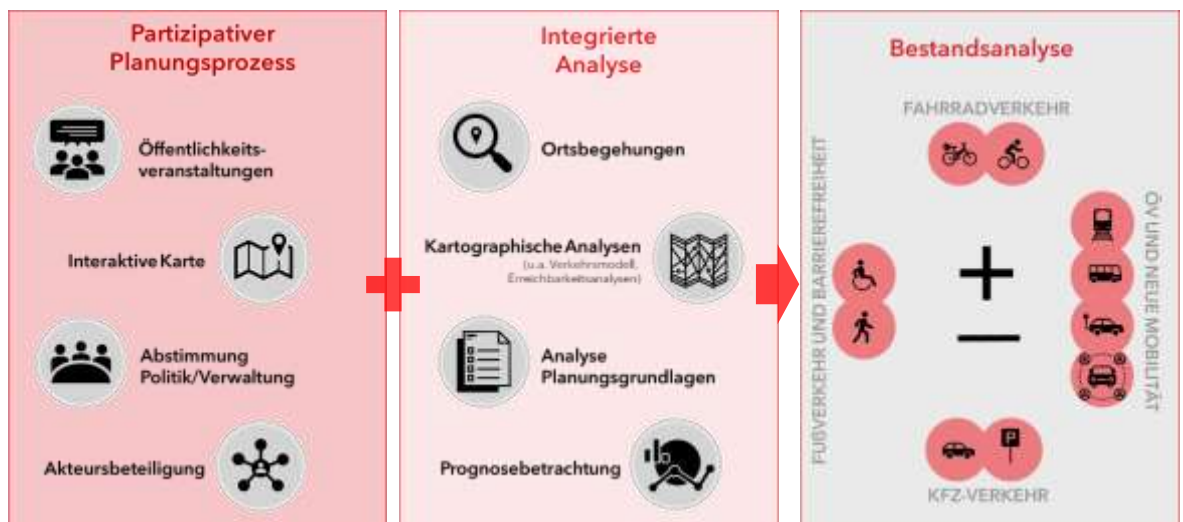 Partizipativer
Planungsprozess
Öffentlichkeits-
veranstaltungen
Interaktive Karte
Abstimmung
Politik/Verwaltung
Akteursbeteiligung
Integrierte
Analyse
Ortsbegehungen
Kartographische Analysen
(u.a. Verkehrsmodell,
Erreichbarkeitsanalysen)
Analyse
Planungsgrundlagen
Prognosebetrachtung
Bestandsanalyse
FAHRRADVERKEHR
FUẞVERKEHR UND BARRIEREFREIHEIT
ÖV UND NEUE MOBILITÄT
P
KFZ-VERKEHR